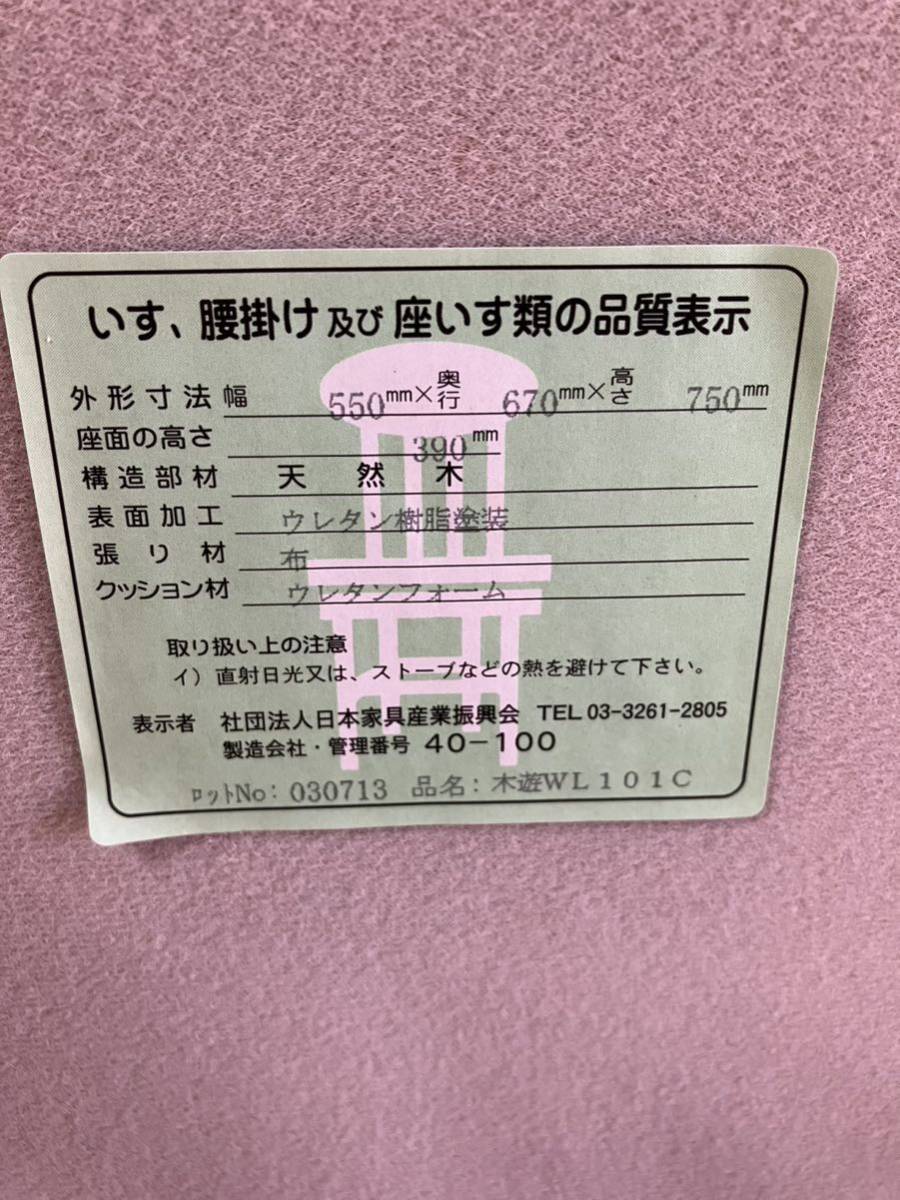 いす、腰掛け及び座いす類の品質表示
外形寸法 幅 550mm×奥行 670mm×高さ 750mm
座面の高さ 390mm
構造部材 天然木
表面加工 ウレタン樹脂塗装
張り材 布
クッション材 ウレタンフォーム
取り扱い上の注意
イ）直射日光又は、ストーブなどの熱を避けて下さい。
表示者 社団法人日本家具産業振興会 TEL 03-3261-2805
製造会社・管理番号 40-100
ロットNo：030713 品名：木遊WL101C